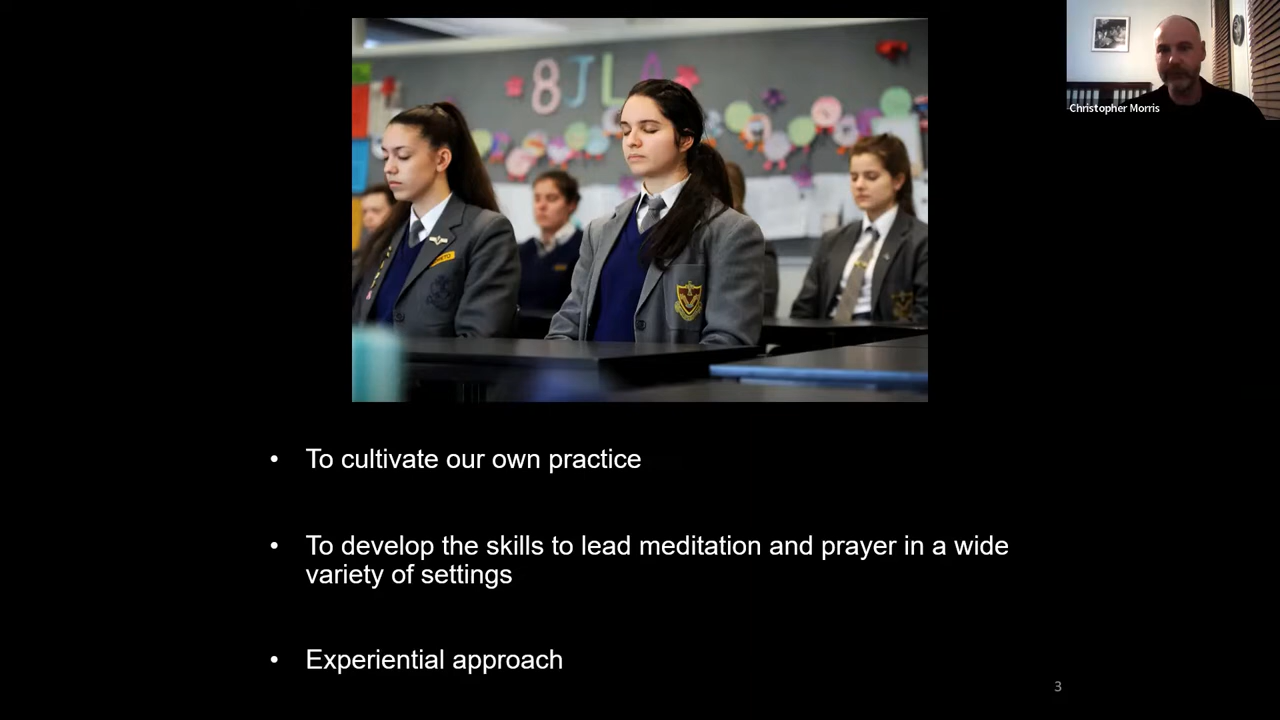 8JLA
Christopher Morris
• To cultivate our own practice
• To develop the skills to lead meditation and prayer in a wide
variety of settings
• Experiential approach
3